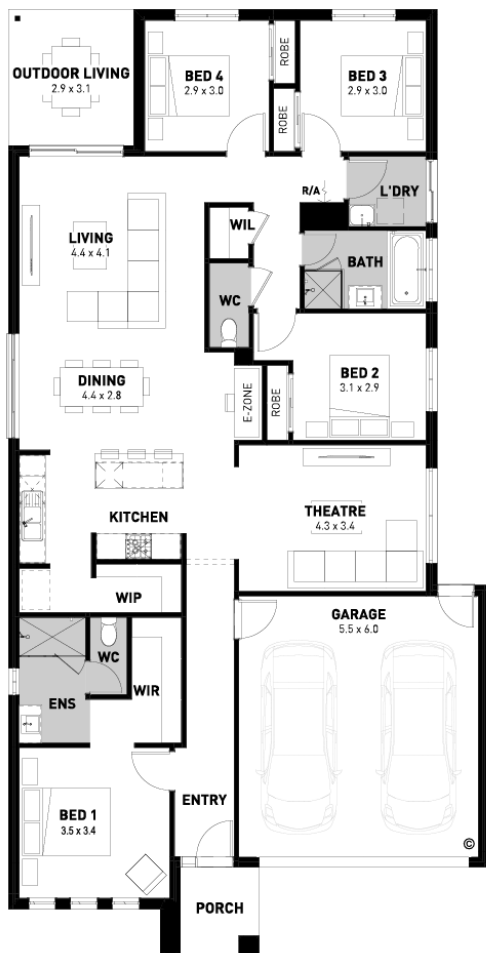 OUTDOOR LIVING
2.9 x 3.1
BED 4
2.9 x 3.0
ROBE
ROBE
BED 3
2.9 x 3.0
R/A
L'DRY
LIVING
4.4 x 4.1
WIL
BATH
WC
DINING
4.4 x 2.8
E-ZONE
ROBE
BED 2
3.1 x 2.9
KITCHEN
THEATRE
4.3 x 3.4
WIP
GARAGE
5.5 x 6.0
WC
WIR
ENS
BED 1
3.5 x 3.4
ENTRY
©
PORCH